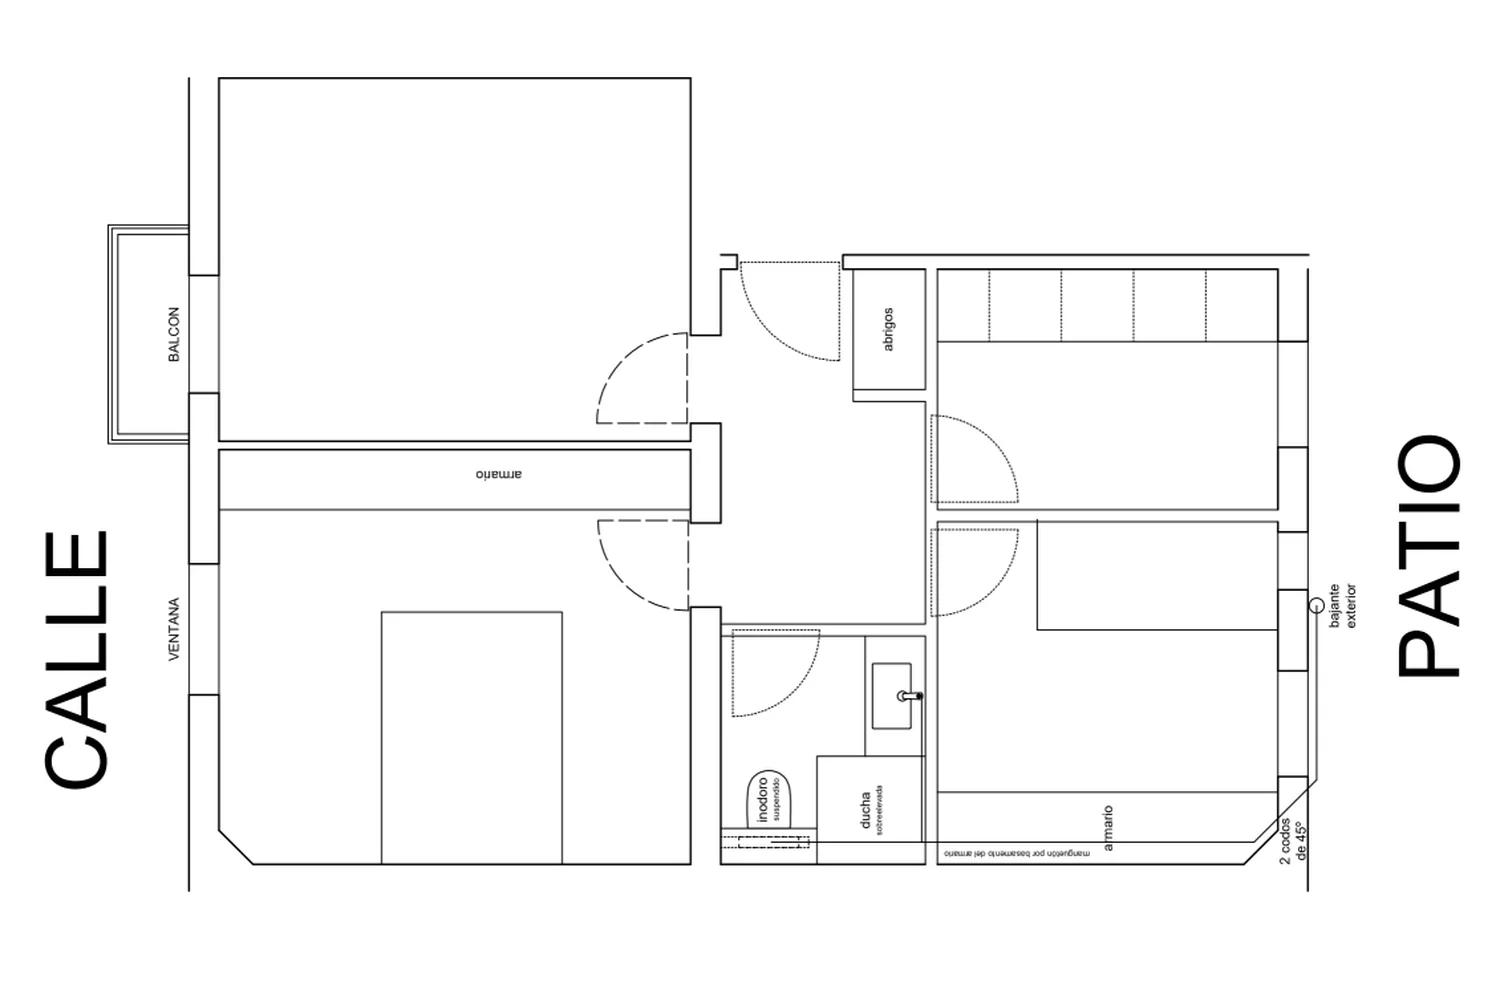 CALLE
BALCON
VENTANA
armario
abrigos
inodoro
suspendido
ducha
sobreelevada
armario
manguetón por basamento del armario
2 codos
de 45º
bajante
exterior
PATIO